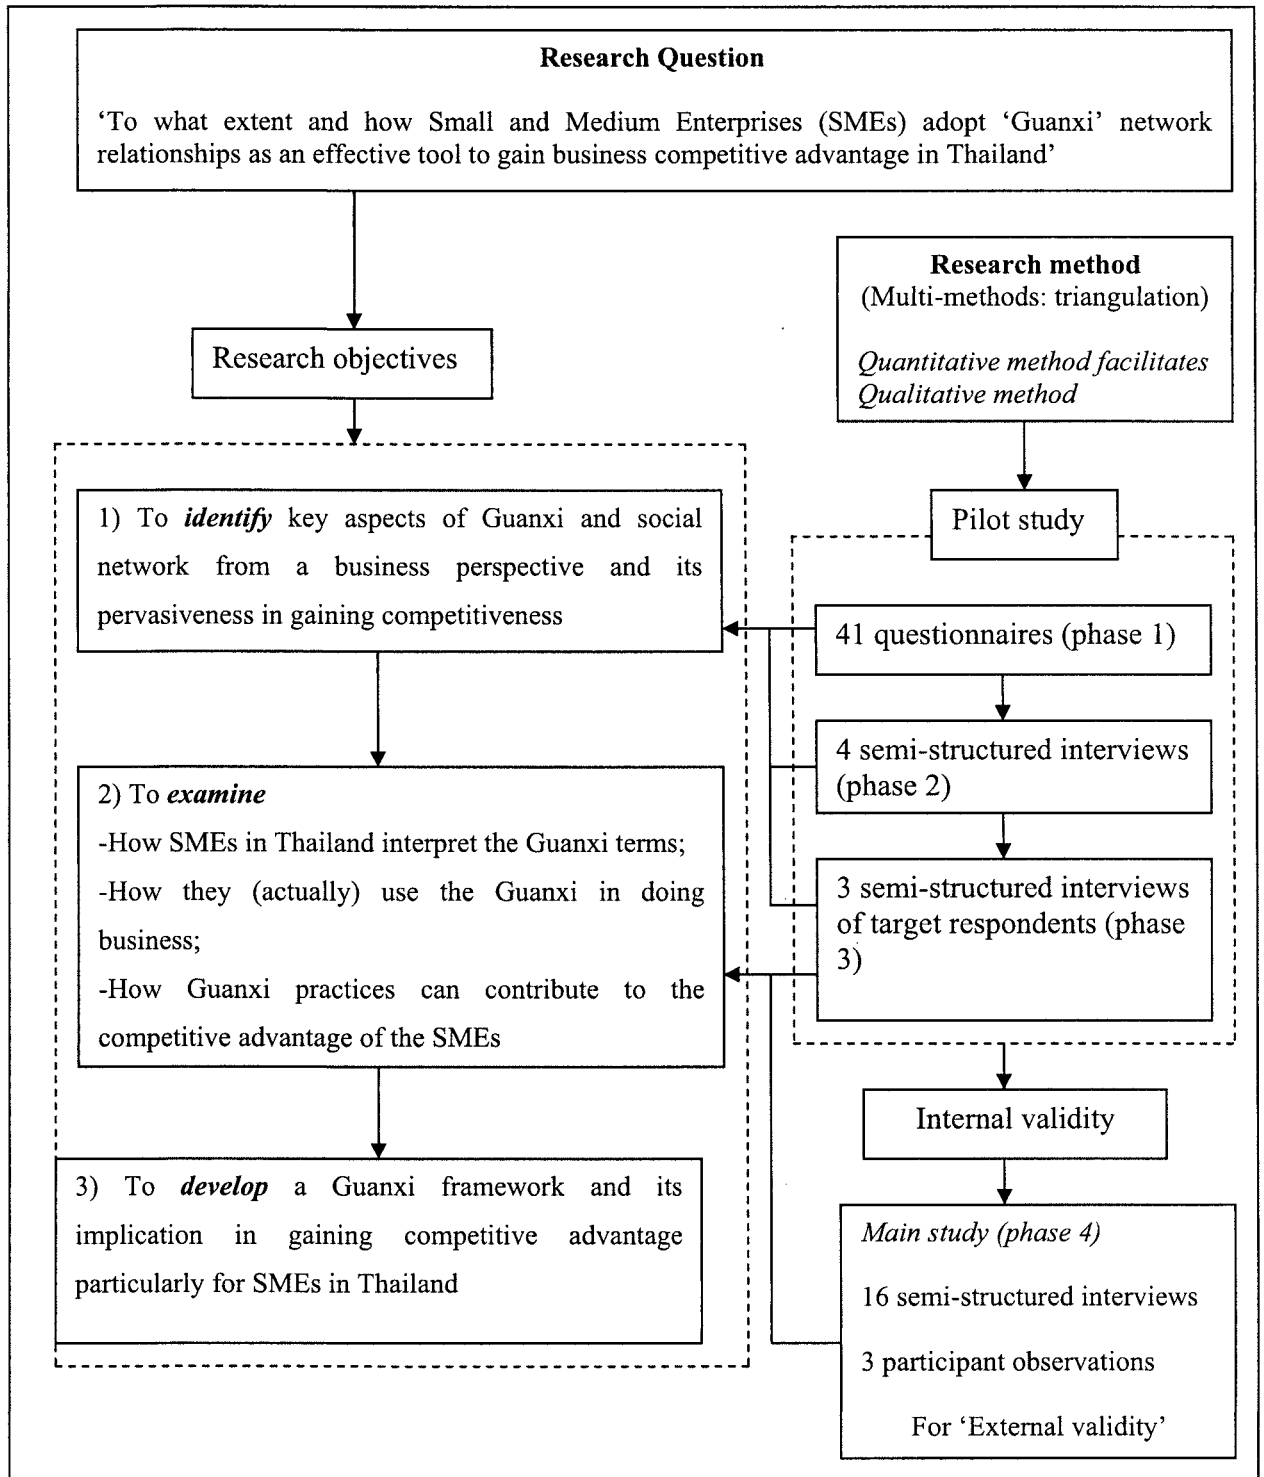 Research Question
‘To what extent and how Small and Medium Enterprises (SMEs) adopt ‘Guanxi’ network
relationships as an effective tool to gain business competitive advantage in Thailand’
Research method
(Multi-methods: triangulation)
Quantitative method facilitates
Qualitative method
Research objectives
Pilot study
1) To identify key aspects of Guanxi and social
network from a business perspective and its
pervasiveness in gaining competitiveness
41 questionnaires (phase 1)
4 semi-structured interviews
(phase 2)
3 semi-structured interviews
of target respondents (phase
3)
2) To examine
-How SMEs in Thailand interpret the Guanxi terms;
-How they (actually) use the Guanxi in doing
business;
-How Guanxi practices can contribute to the
competitive advantage of the SMEs
Internal validity
3) To develop a Guanxi framework and its
implication in gaining competitive advantage
particularly for SMEs in Thailand
Main study (phase 4)
16 semi-structured interviews
3 participant observations
For ‘External validity’